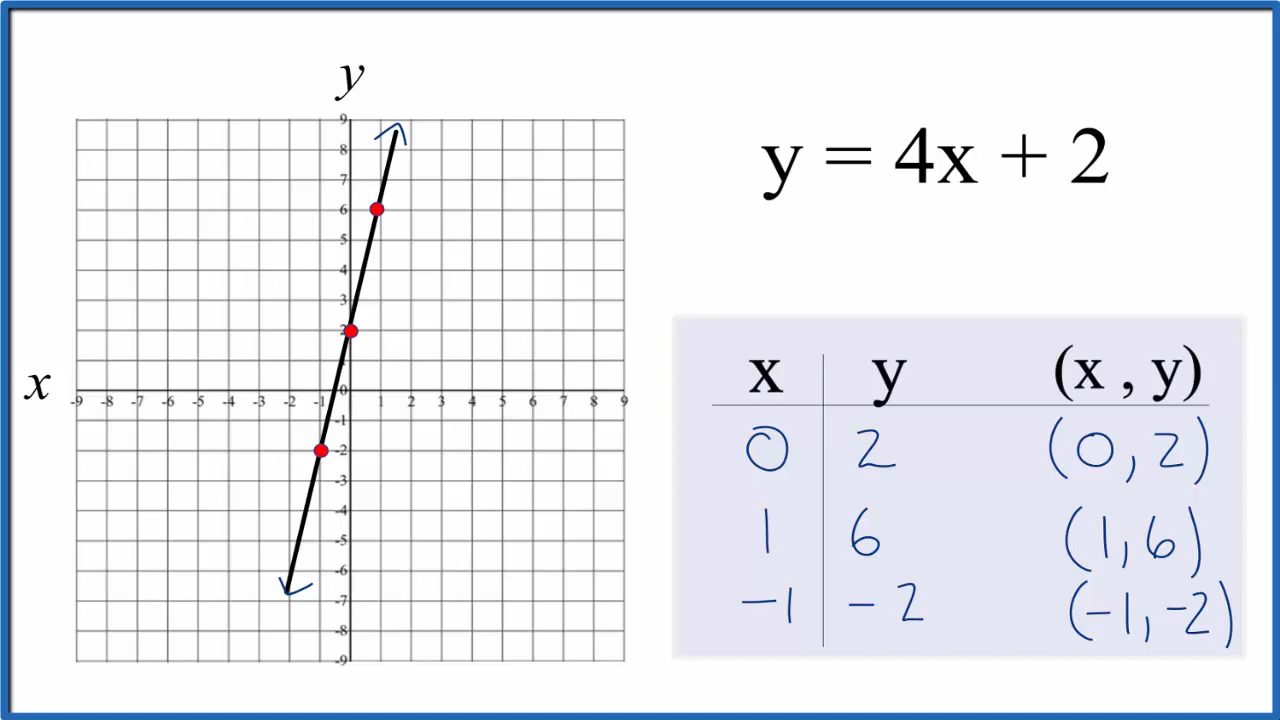 y
9
8
7
6
5
4
3
2
1
x
0
-9 -8 -7 -6 -5 -4 -3 -2 -1 1 2 3 4 5 6 7 8 9
-1
-2
-3
-4
-5
-6
-7
-8
-9
y = 4x + 2
x y (x , y)
0 2 (0, 2)
1 6 (1, 6)
-1 -2 (-1, -2)